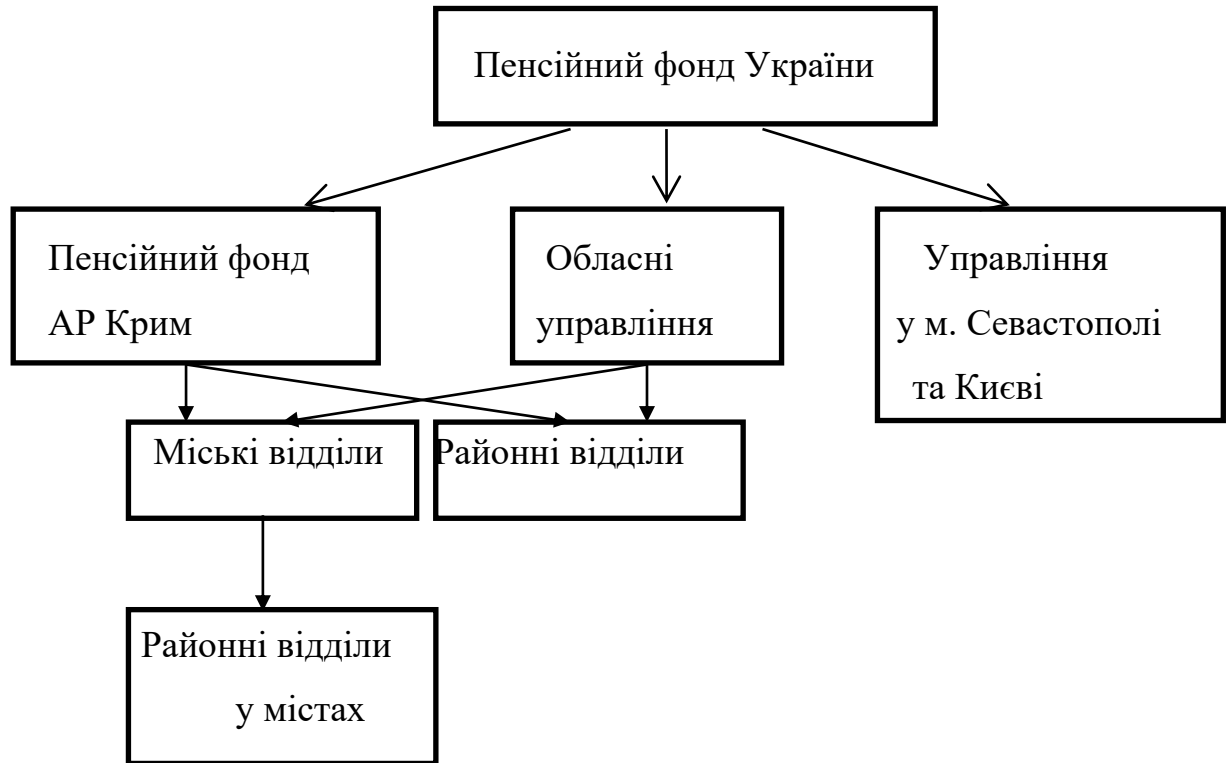 Пенсійний фонд України
Пенсійний фонд
АР Крим
Обласні
управління
Управління
у м. Севастополі
та Києві
Міські відділи
Районні відділи
Районні відділи
у містах